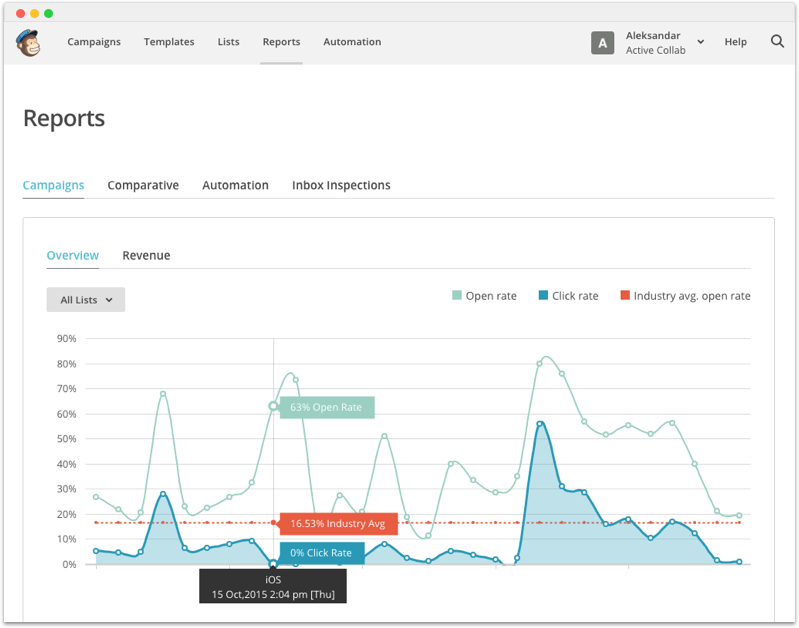 Campaigns Templates Lists Reports Automation
A
Aleksandar
Active Collab
Help
Reports
Campaigns Comparative Automation Inbox Inspections
Overview Revenue
All Lists
Open rate Click rate Industry avg. open rate
90%
80%
70%
60%
63% Open Rate
50%
40%
30%
20%
16.53% Industry Avg
10%
0% Click Rate
0%
iOS
15 Oct,2015 2:04 pm [Thu]